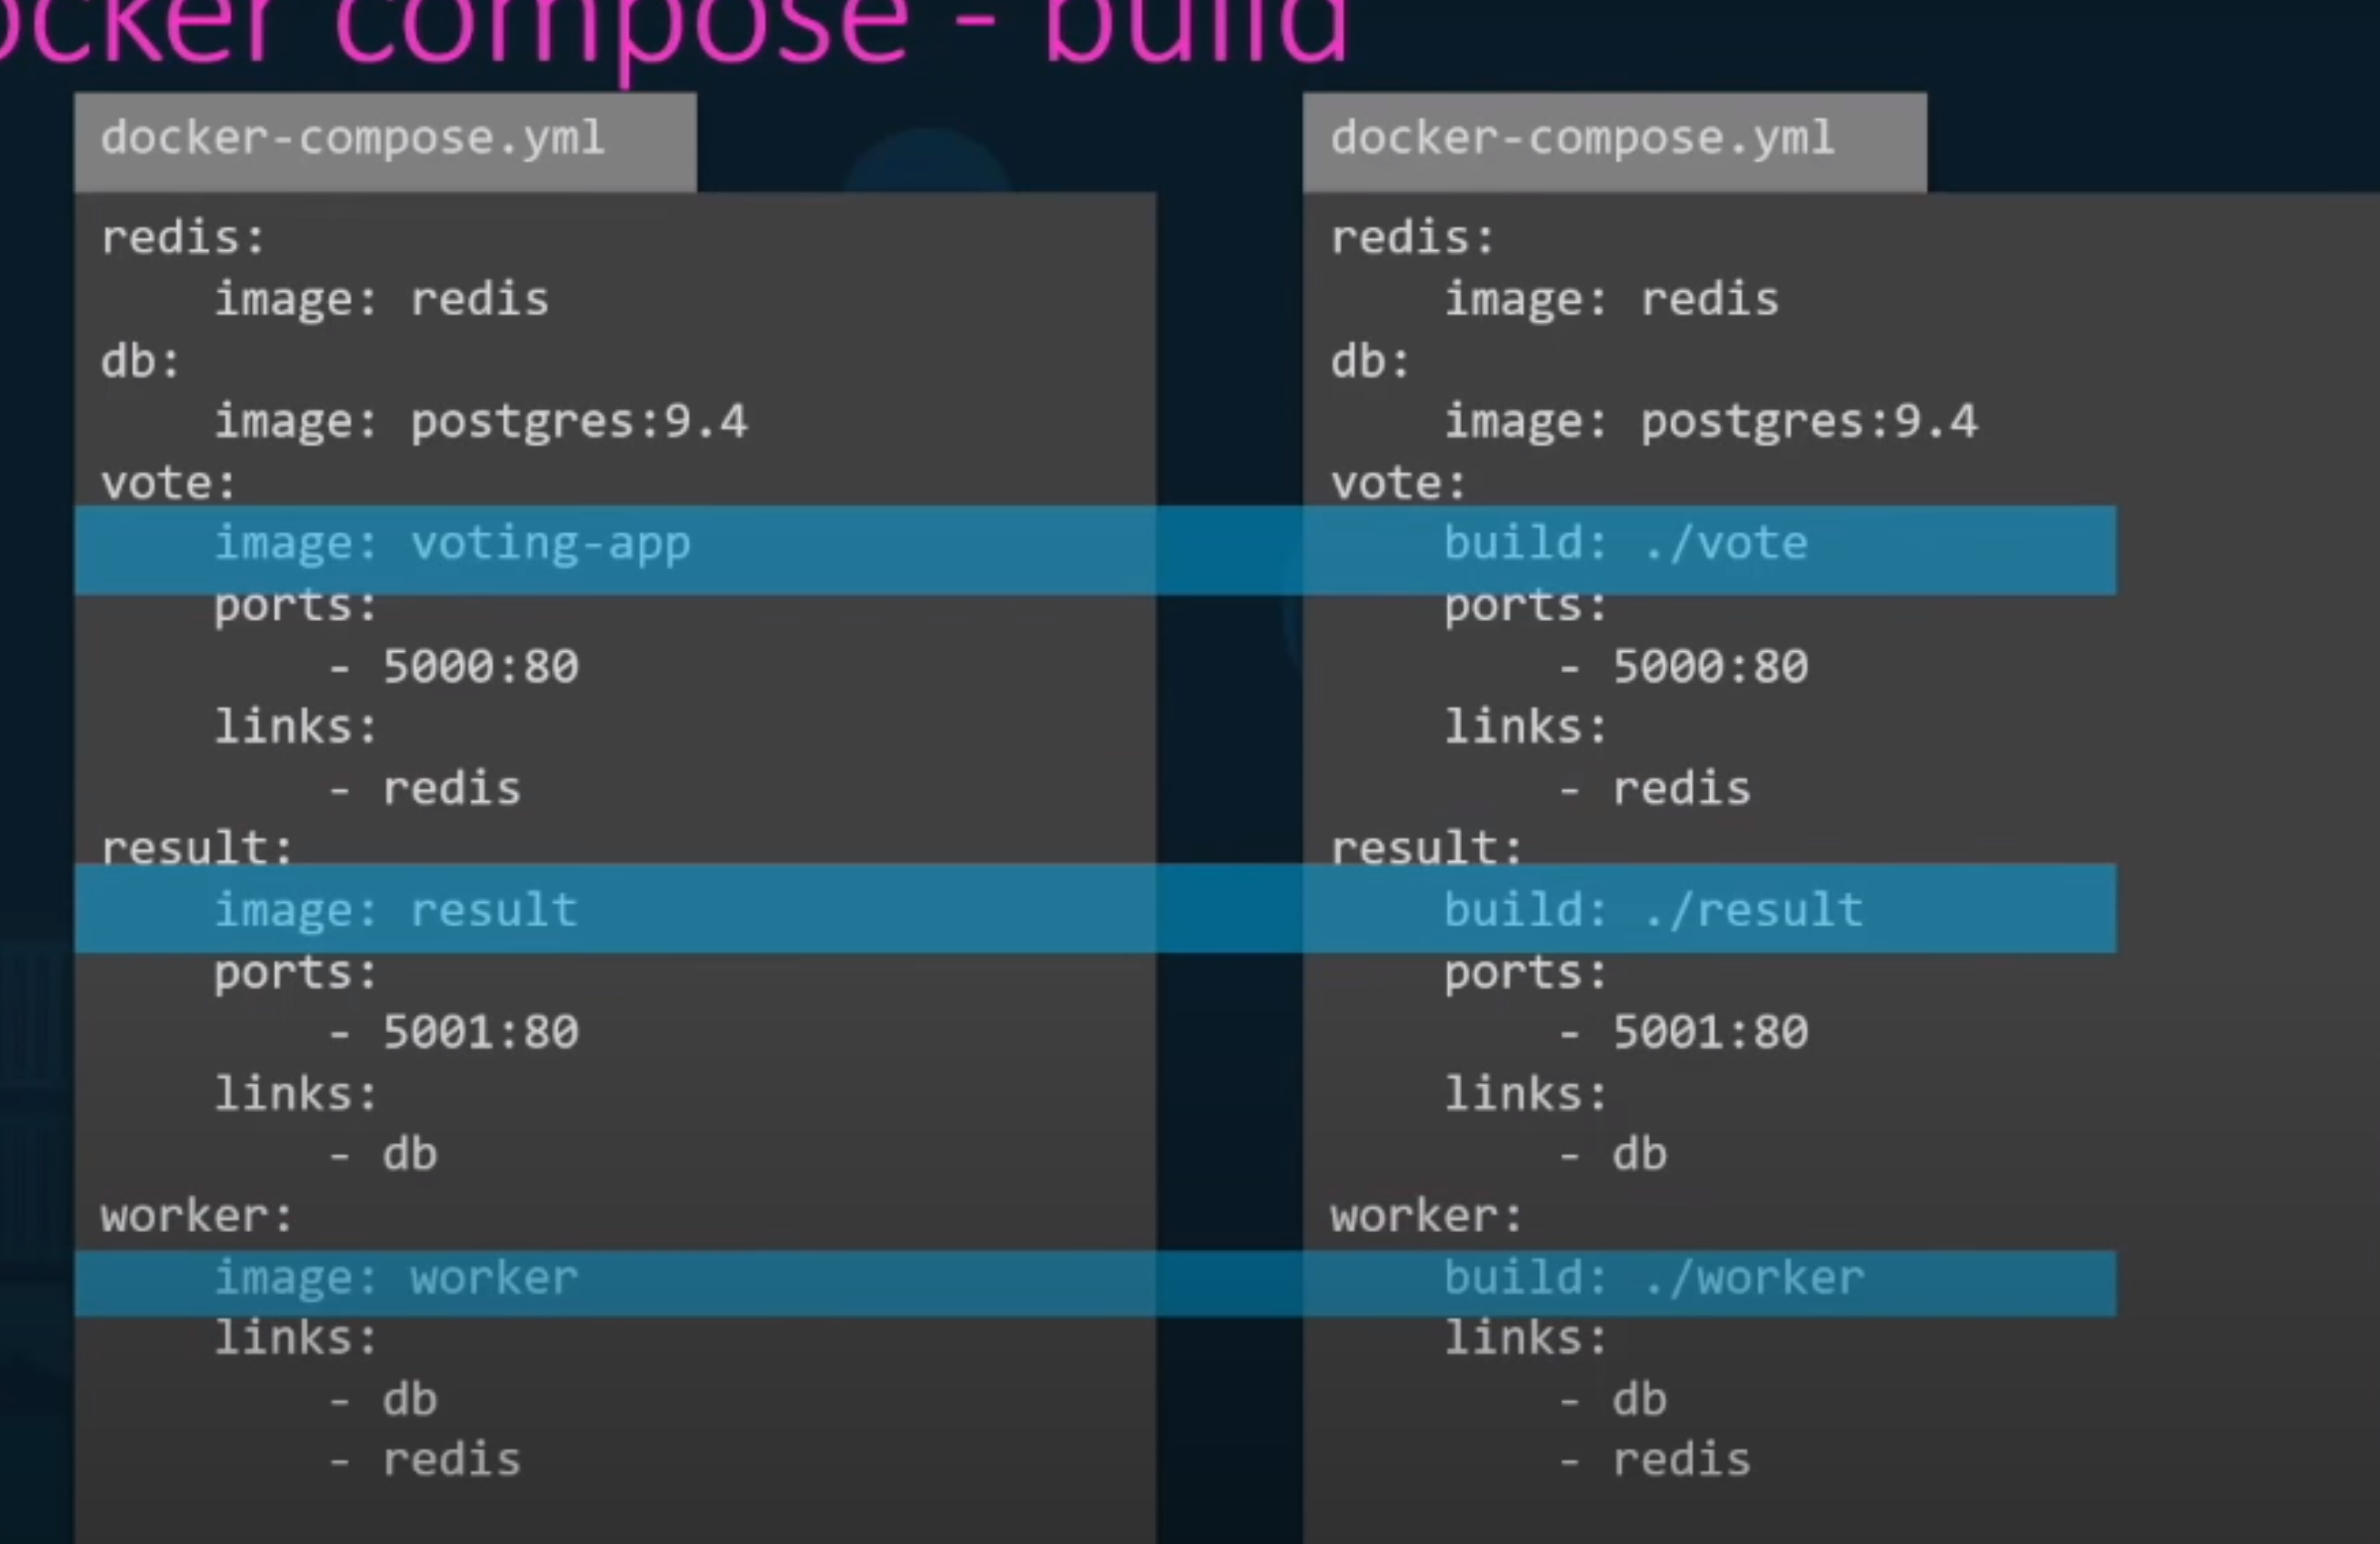 ocker compose - build
docker-compose.yml
redis:
image: redis
db:
image: postgres:9.4
vote:
image: voting-app
ports:
- 5000:80
links:
- redis
result:
image: result
ports:
- 5001:80
links:
- db
worker:
image: worker
links:
- db
- redis
docker-compose.yml
redis:
image: redis
db:
image: postgres:9.4
vote:
build: ./vote
ports:
- 5000:80
links:
- redis
result:
build: ./result
ports:
- 5001:80
links:
- db
worker:
build: ./worker
links:
- db
- redis